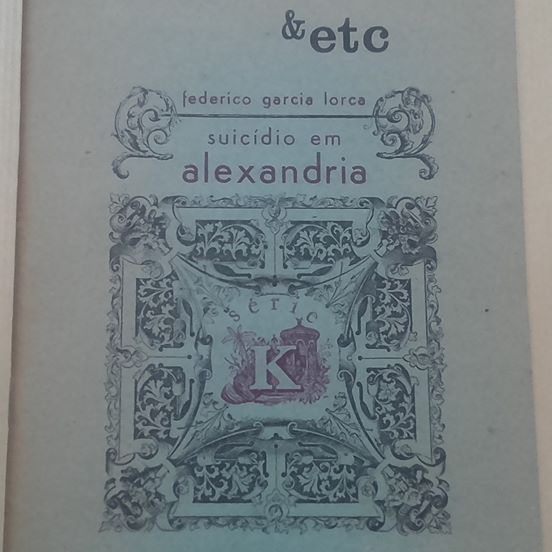 &etc
federico garcia lorca
suicídio em
alexandria
série
K